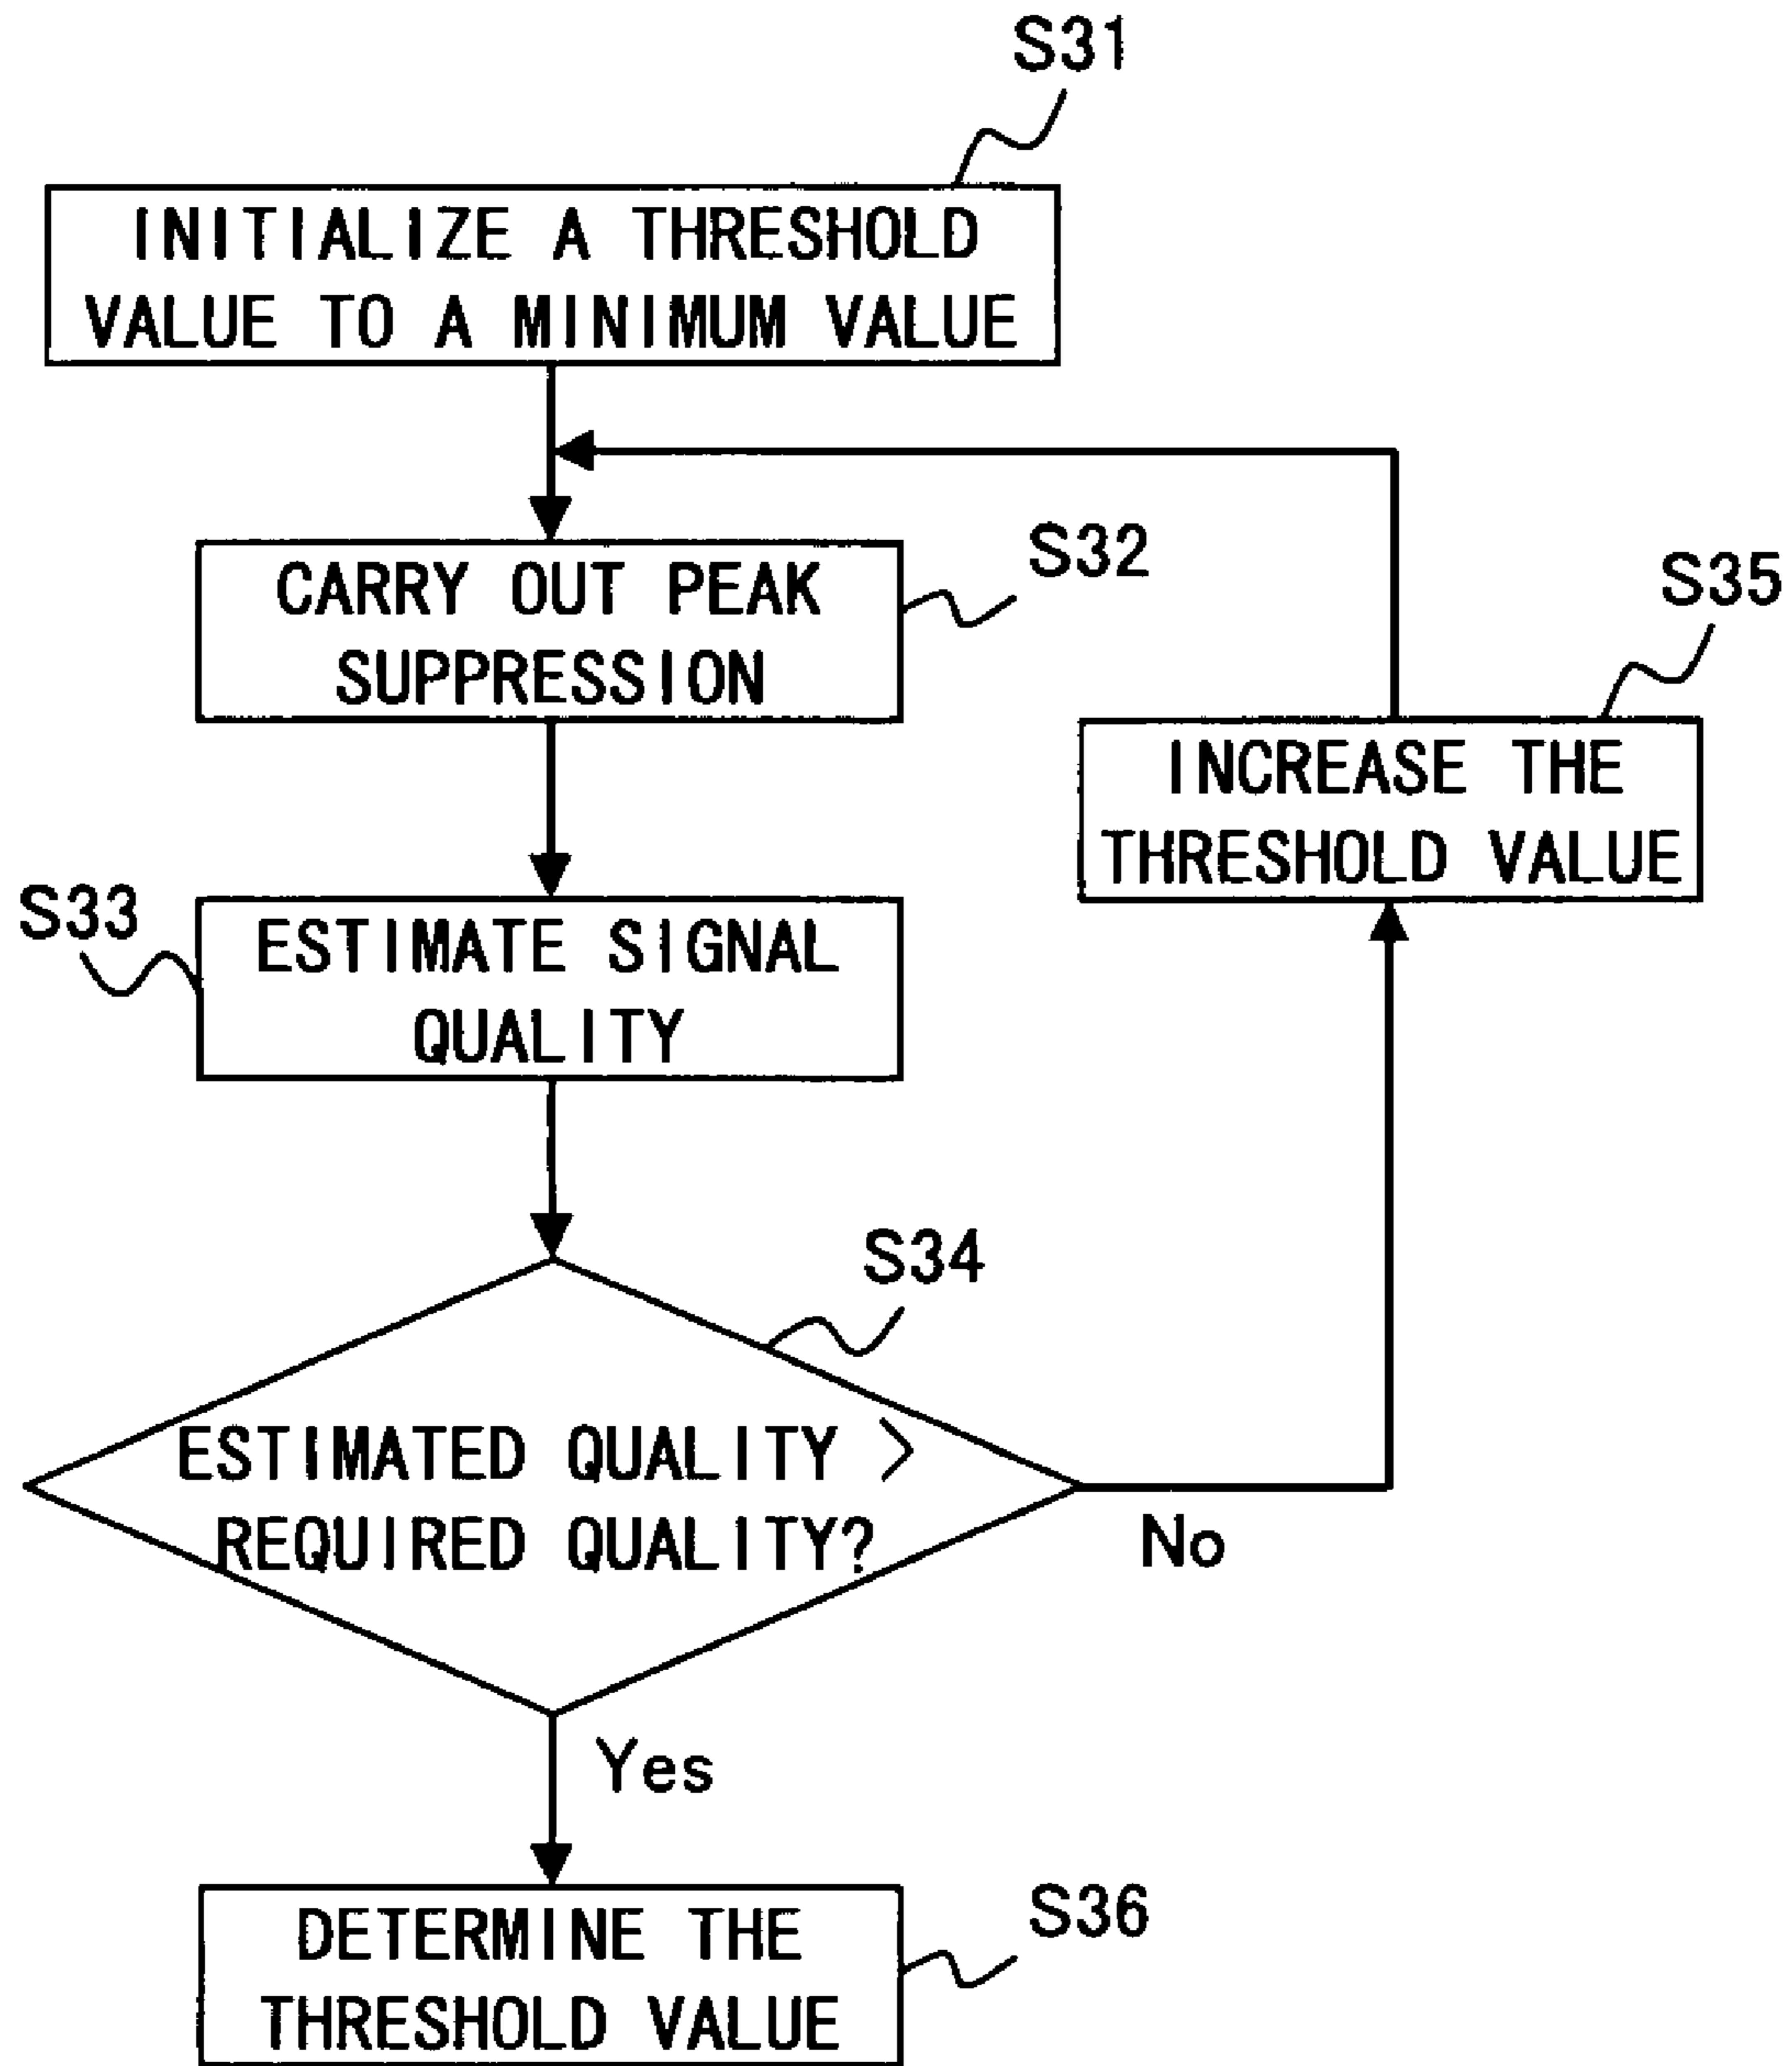 S31
INITIALIZE A THRESHOLD
VALUE TO A MINIMUM VALUE
S32
CARRY OUT PEAK
SUPPRESSION
S35
INCREASE THE
THRESHOLD VALUE
S33
ESTIMATE SIGNAL
QUALITY
S34
ESTIMATED QUALITY >
REQUIRED QUALITY?
No
Yes
S36
DETERMINE THE
THRESHOLD VALUE